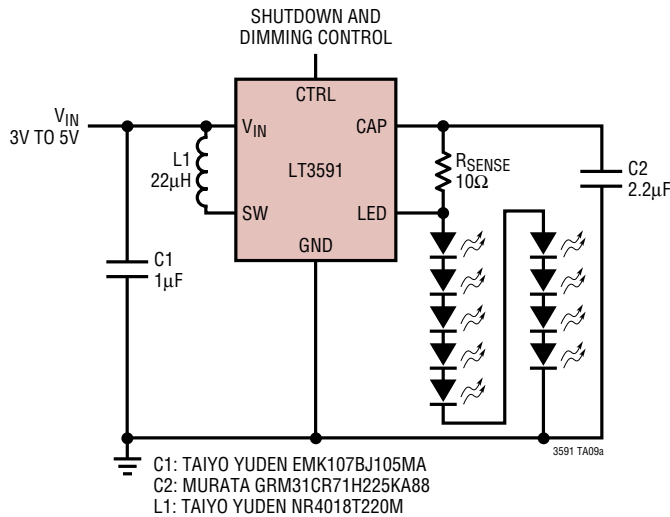 SHUTDOWN AND
DIMMING CONTROL
CTRL
VIN
3V TO 5V
VIN
CAP
L1
22µH
LT3591
RSENSE
10Ω
C2
2.2µF
SW
LED
GND
C1
1µF
3591 TA09a
C1: TAIYO YUDEN EMK107BJ105MA
C2: MURATA GRM31CR71H225KA88
L1: TAIYO YUDEN NR4018T220M